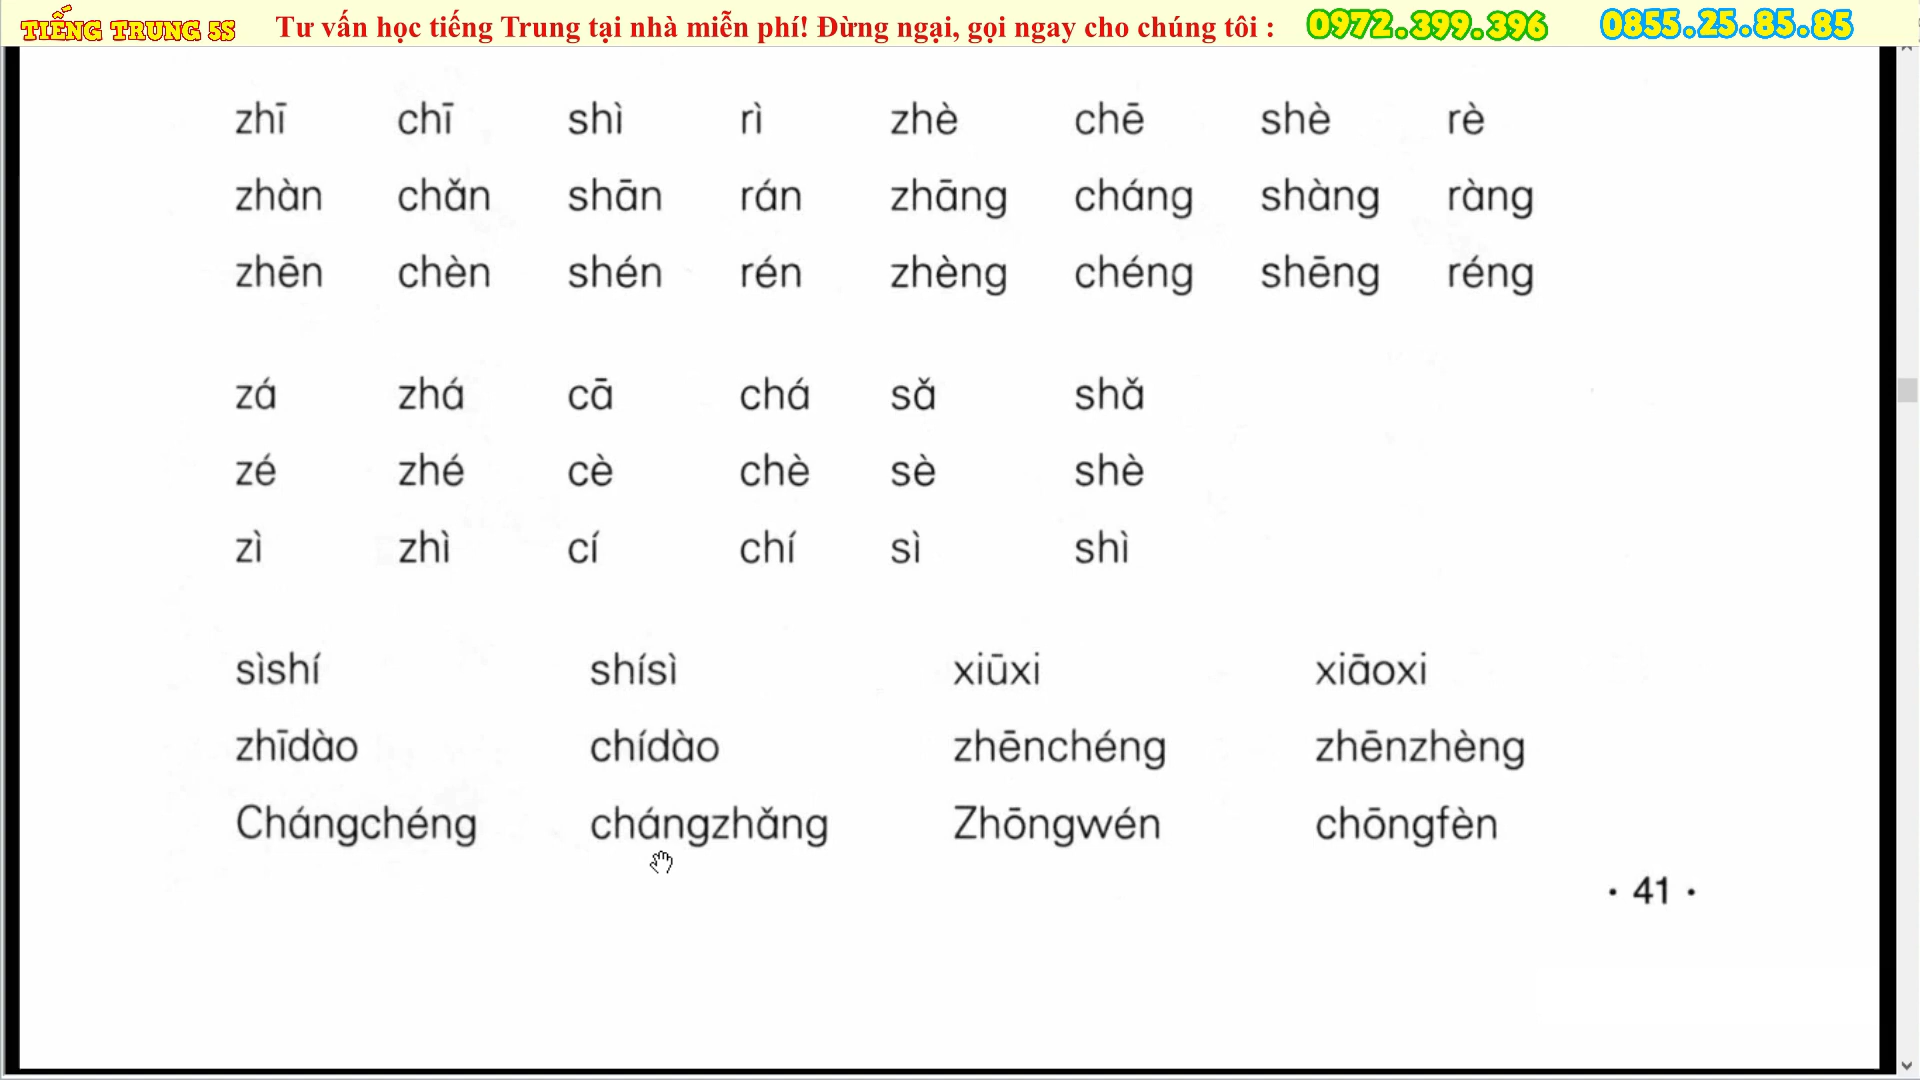 TIẾNG TRUNG 5S Tư vấn học tiếng Trung tại nhà miễn phí! Đừng ngại, gọi ngay cho chúng tôi : 0972.399.396 0855.25.85.85
zhī chī shì rì zhè chē shè rè
zhàn chǎn shān rán zhāng cháng shàng ràng
zhēn chèn shén rén zhèng chéng shēng réng
zá zhá cā chá sǎ shǎ
zé zhé cè chè sè shè
zì zhì cí chí sì shì
sìshí shísì xiūxi xiāoxi
zhīdào chídào zhēnchéng zhēnzhèng
Chángchéng chángzhǎng Zhōngwén chōngfèn
· 41 ·